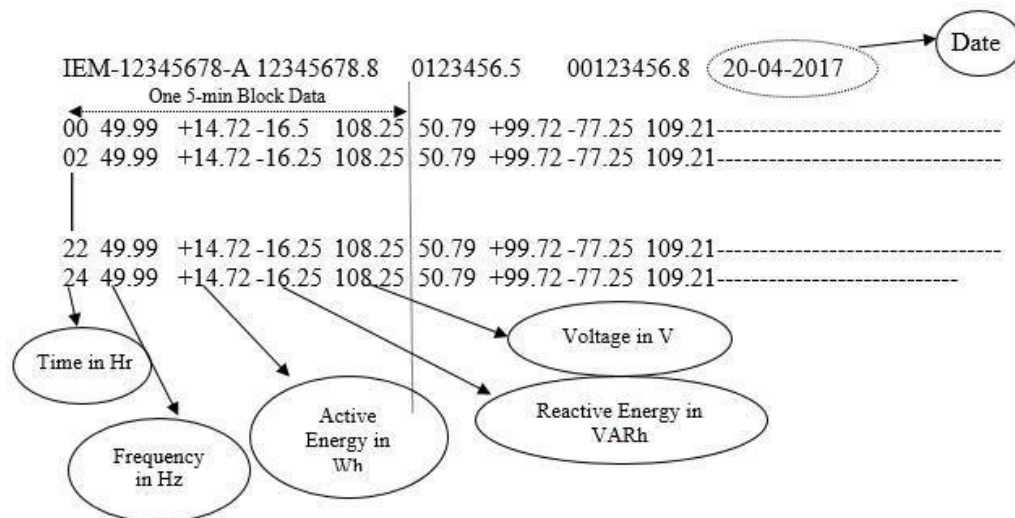 Date
IEM-12345678-A 12345678.8 0123456.5 00123456.8 20-04-2017
One 5-min Block Data
00 49.99 +14.72 -16.5 108.25 50.79 +99.72 -77.25 109.21-------------------------------
02 49.99 +14.72 -16.25 108.25 50.79 +99.72 -77.25 109.21-------------------------------
22 49.99 +14.72 -16.25 108.25 50.79 +99.72 -77.25 109.21-------------------------------
24 49.99 +14.72 -16.25 108.25 50.79 +99.72 -77.25 109.21--------------------------
Time in Hr
Frequency
in Hz
Active
Energy in
Wh
Voltage in V
Reactive Energy in
VARh